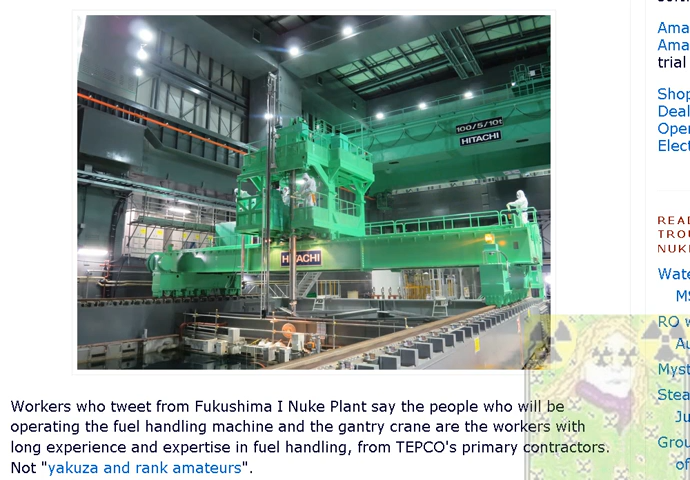 100/5/10t
HITACHI
HITACHI
Workers who tweet from Fukushima I Nuke Plant say the people who will be
operating the fuel handling machine and the gantry crane are the workers with
long experience and expertise in fuel handling, from TEPCO's primary contractors.
Not "yakuza and rank amateurs".
Ama
Ama
trial
Shop
Deal
Oper
Elect
READ
TROU
NUKE
Wate
MS
RO w
Au
Myst
Stea
Ju
Grou
of